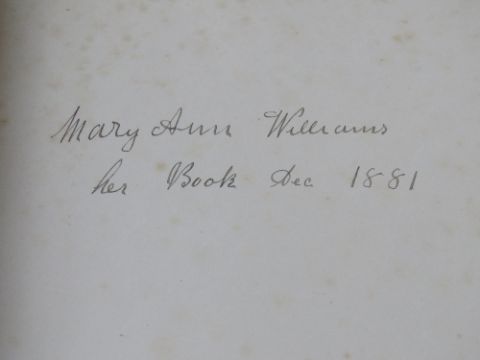 Mary Ann Williams
her Book Dec 1881